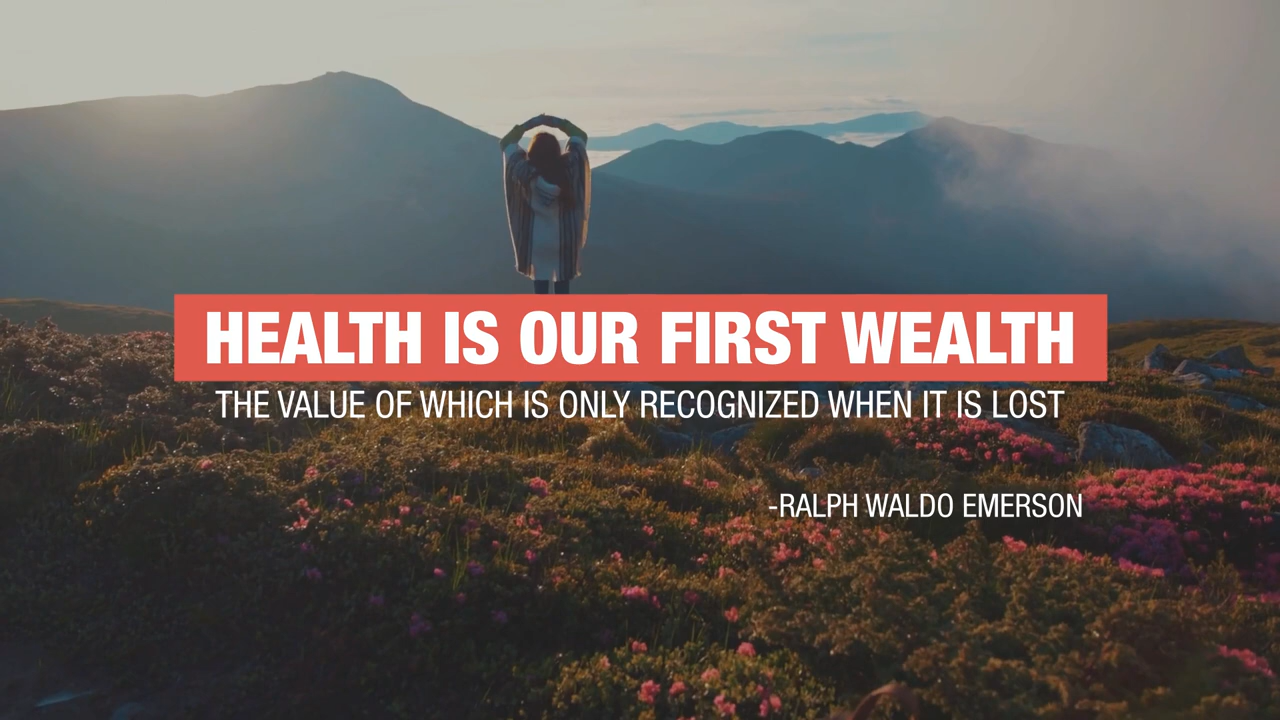 HEALTH IS OUR FIRST WEALTH
THE VALUE OF WHICH IS ONLY RECOGNIZED WHEN IT IS LOST
-RALPH WALDO EMERSON